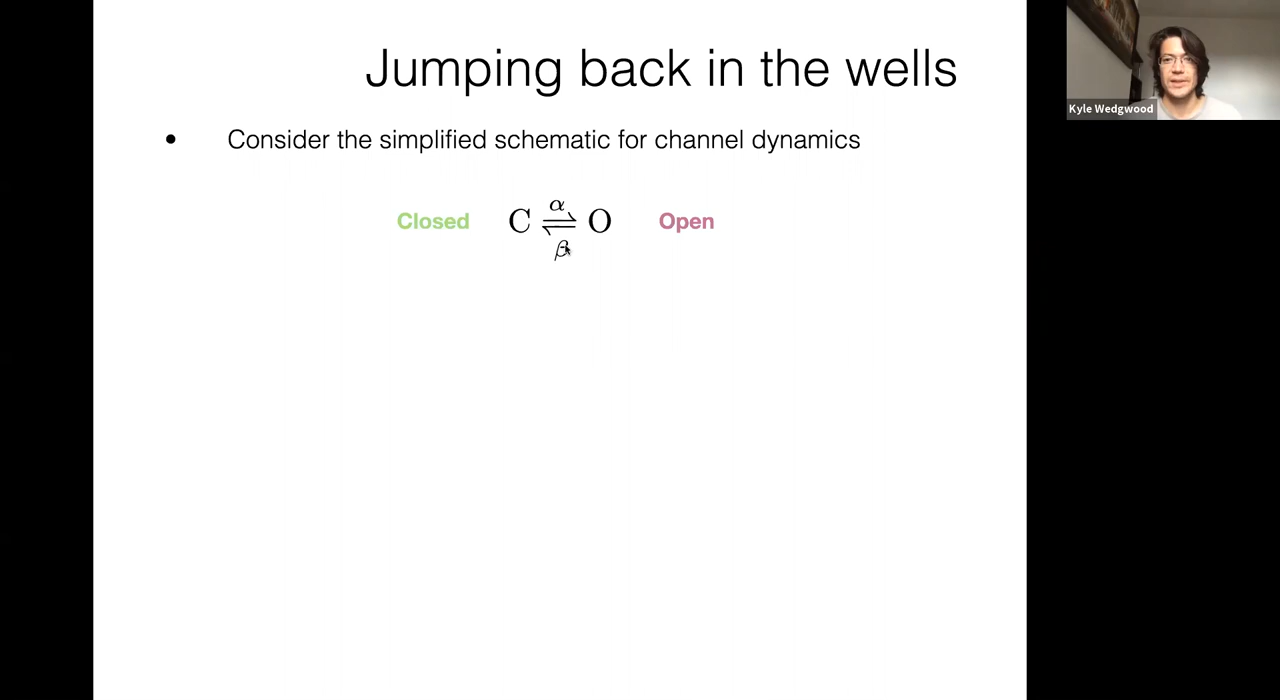 Jumping back in the wells
Kyle Wedgwood
• Consider the simplified schematic for channel dynamics
α
Closed C ⇌ O Open
β